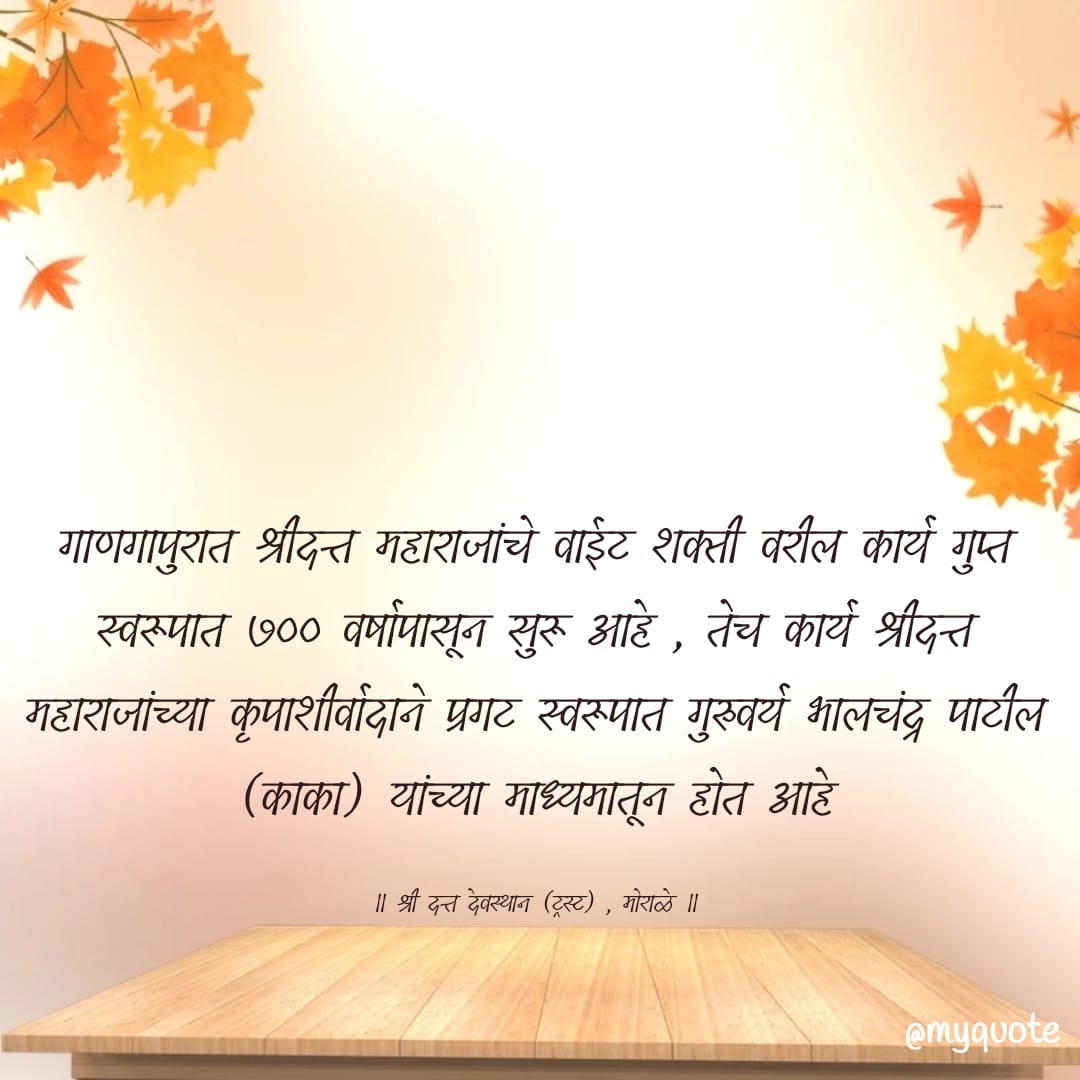 गाणगापुरात श्रीदत्त महाराजांचे वाईट शक्ती वरील कार्य गुप्त
स्वरूपात ७०० वर्षापासून सुरू आहे , तेच कार्य श्रीदत्त
महाराजांच्या कृपाशीर्वादाने प्रगट स्वरूपात गुरुवर्य भालचंद्र पाटील
(काका) यांच्या माध्यमातून होत आहे
॥ श्री दत्त देवस्थान (ट्रस्ट) , मोराळे ॥
@myquote